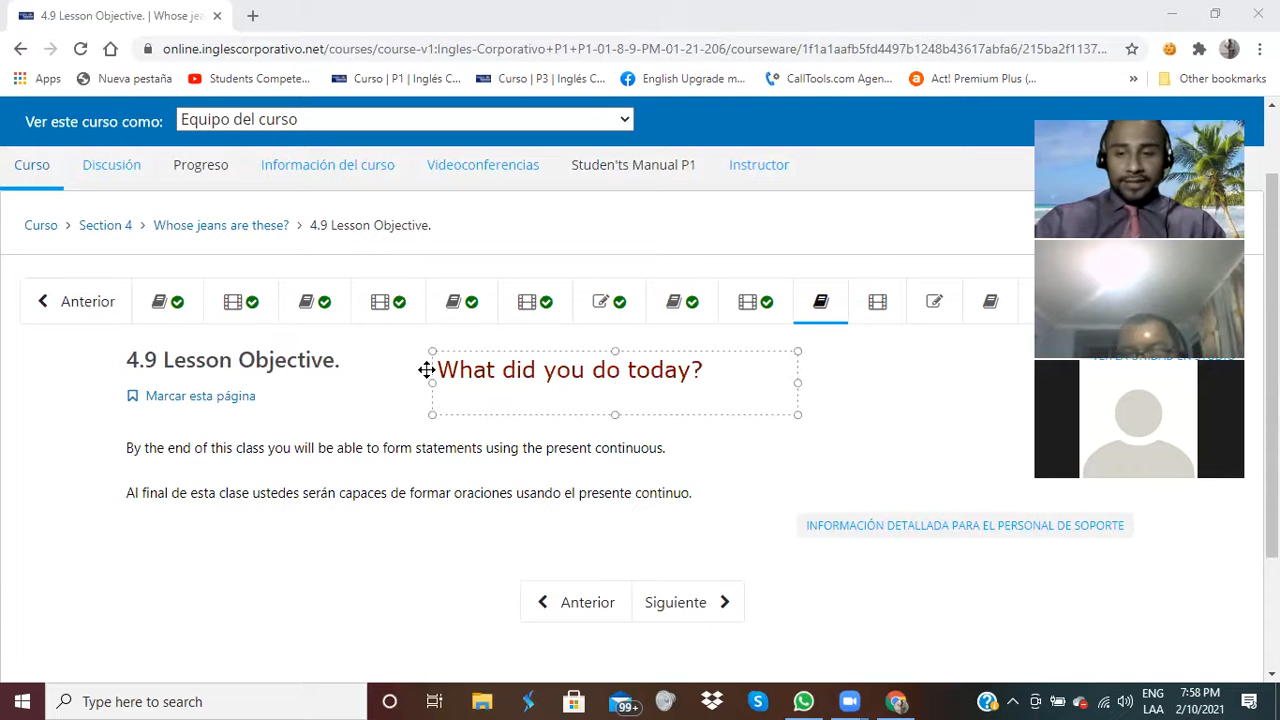 4.9 Lesson Objective. | Whose jea
online.inglescorporativo.net/courses/course-v1:Ingles-Corporativo+P1+P1-01-8-9-PM-01-21-206/courseware/1f1a1aafb5fd4497b1248b43617abfa6/215ba2f1137...
Apps Nueva pestaña Students Compete... Curso | P1 | Inglés C... Curso | P3 | Inglés C... English Upgrade m... CallTools.com Agen... Act! Premium Plus (... » Other bookmarks
Ver este curso como: Equipo del curso
Curso Discusión Progreso Información del curso Videoconferencias Studen'ts Manual P1 Instructor
Curso > Section 4 > Whose jeans are these? > 4.9 Lesson Objective.
Anterior
4.9 Lesson Objective. What did you do today?
Marcar esta página
By the end of this class you will be able to form statements using the present continuous.
Al final de esta clase ustedes serán capaces de formar oraciones usando el presente continuo.
INFORMACIÓN DETALLADA PARA EL PERSONAL DE SOPORTE
Anterior Siguiente
Type here to search 99+ ENG 7:58 PM
LAA 2/10/2021